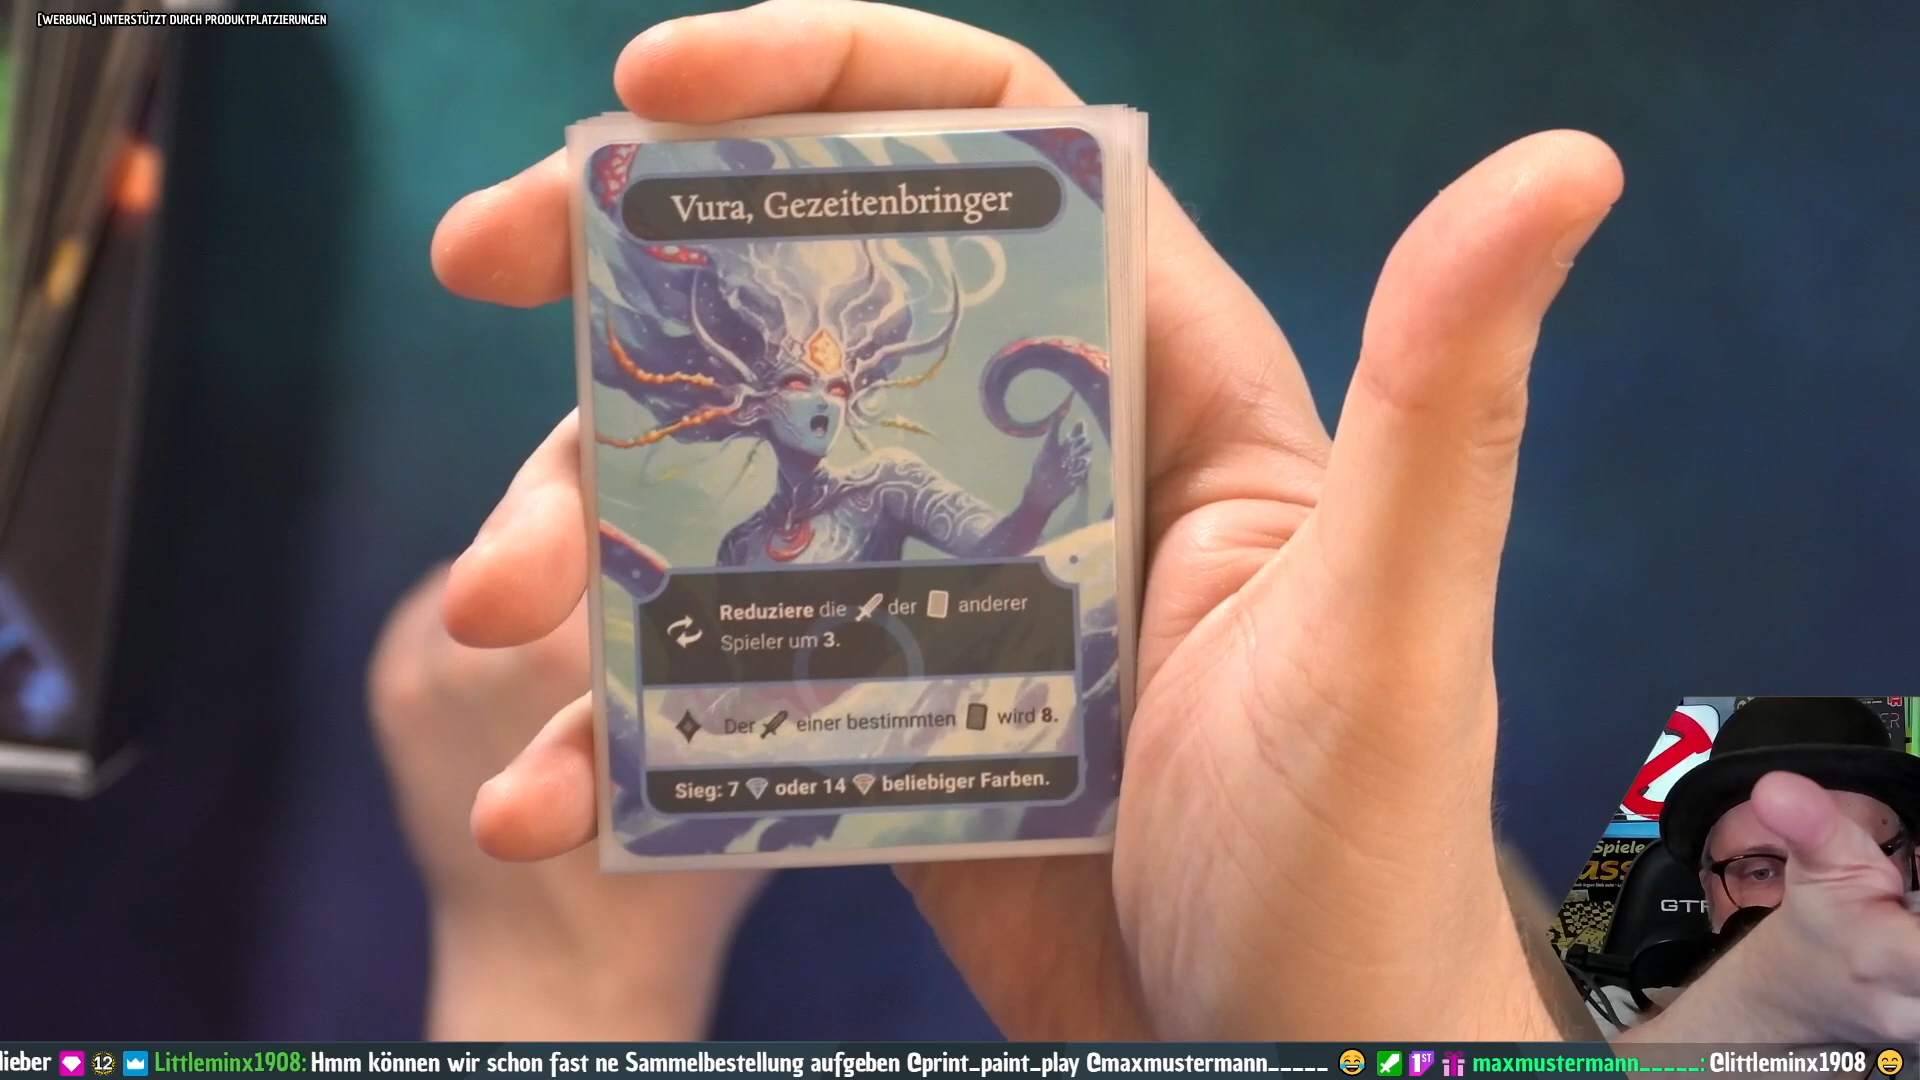 [WERBUNG] UNTERSTÜTZT DURCH PRODUKTPLATZIERUNGEN
Vura, Gezeitenbringer
Reduziere die der anderer
Spieler um 3.
Der einer bestimmten wird 8.
Sieg: 7 oder 14 beliebiger Farben.
Spiele
GTR
lieber 12 Littleminx1908: Hmm können wir schon fast ne Sammelbestellung aufgeben @print_paint_play @maxmustermann_____ 1ST maxmustermann_____: @littleminx1908